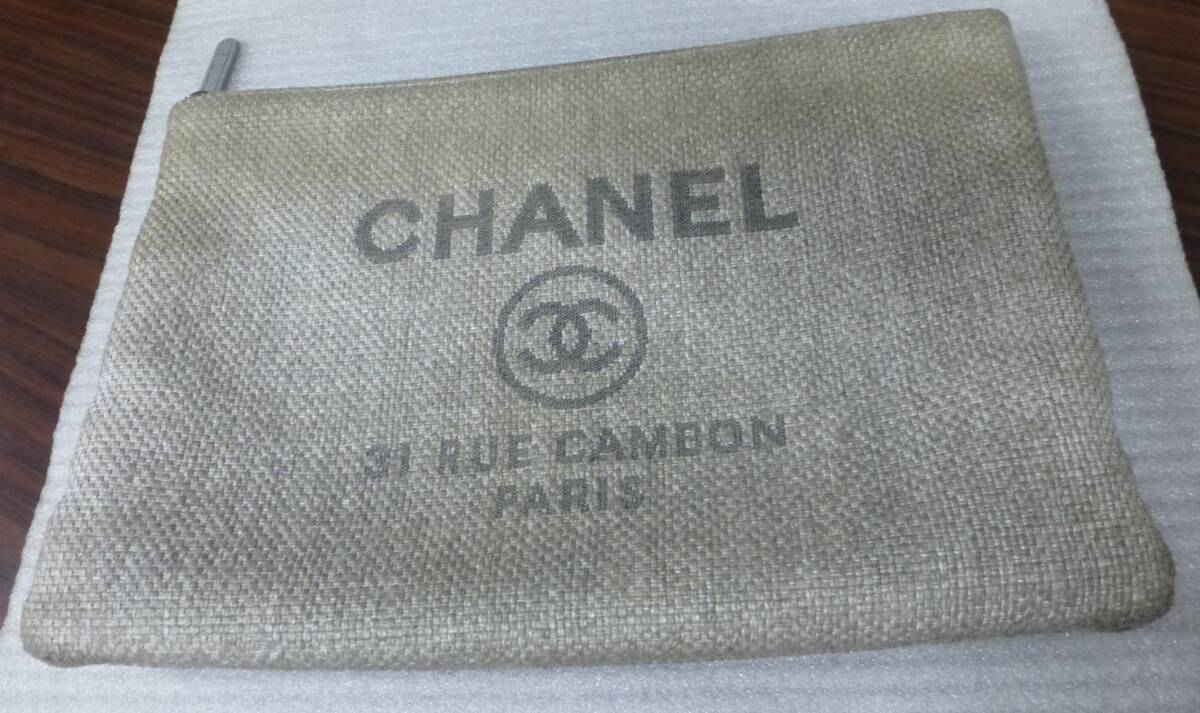 CHANEL
31 RUE CAMBON
PARIS